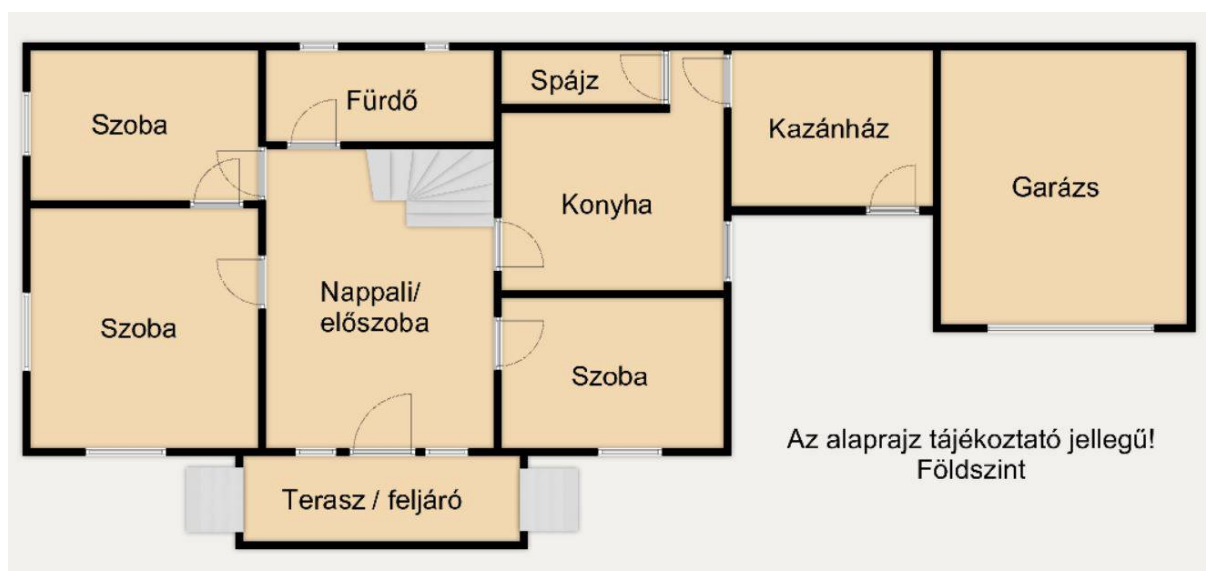 Szoba
Fürdő
Spájz
Kazánház
Garázs
Konyha
Szoba
Nappali/
előszoba
Szoba
Az alaprajz tájékoztató jellegű!
Földszint
Terasz / feljáró